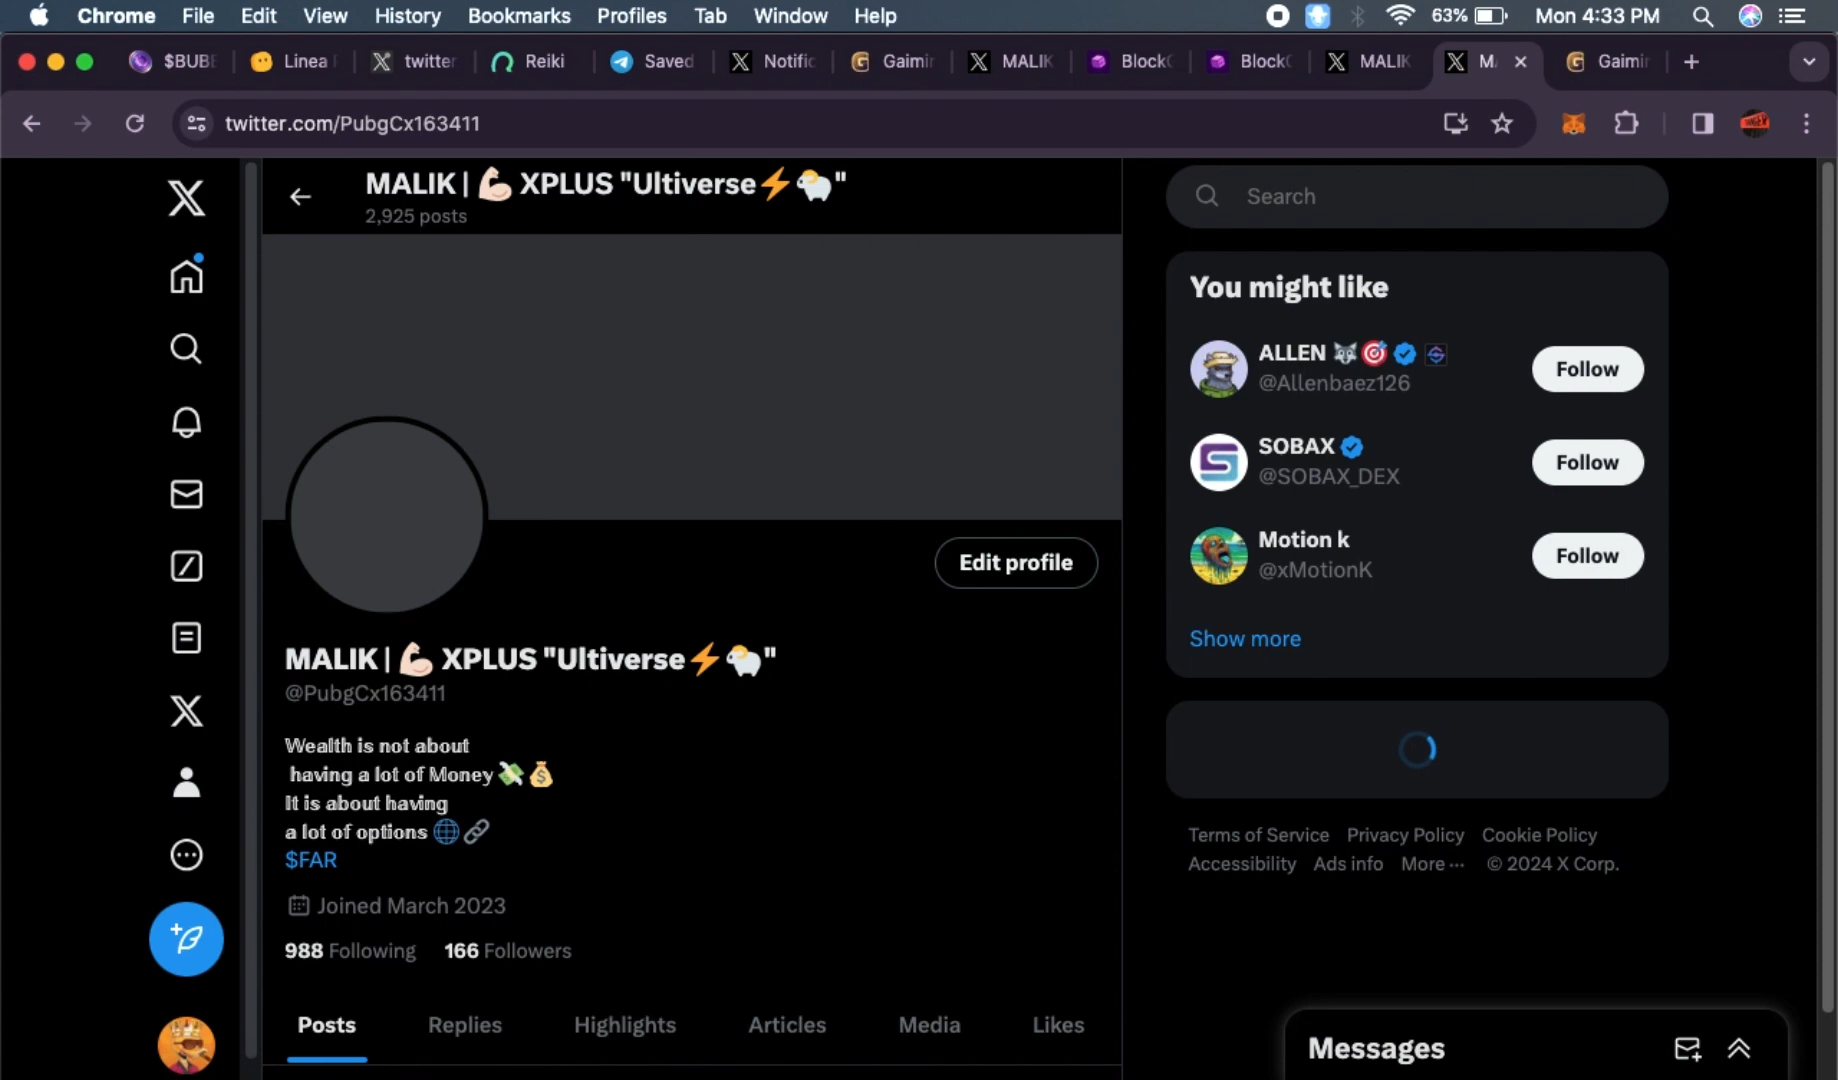 Chrome File Edit View History Bookmarks Profiles Tab Window Help 63% Mon 4:33 PM
$BUBB Linea twitter Reiki Saved Notific Gaimin MALIK Block Block MALIK M Gaimin
twitter.com/PubgCx163411
MALIK | 💪🏻 XPLUS "Ultiverse⚡🐑"
2,925 posts
Edit profile
MALIK | 💪🏻 XPLUS "Ultiverse⚡🐑"
@PubgCx163411
𝕎𝕖𝕒𝕝𝕥𝕙 𝕚𝕤 𝕟𝕠𝕥 𝕒𝕓𝕠𝕦𝕥
𝕙𝕒𝕧𝕚𝕟𝕘 𝕒 𝕝𝕠𝕥 𝕠𝕗 𝕄𝕠𝕟𝕖𝕪 💸💰
𝕀𝕥 𝕚𝕤 𝕒𝕓𝕠𝕦𝕥 𝕙𝕒𝕧𝕚𝕟𝕘
𝕒 𝕝𝕠𝕥 𝕠𝕗 𝕠𝕡𝕥𝕚𝕠𝕟𝕤 🌐🔗
$FAR
Joined March 2023
988 Following 166 Followers
Posts Replies Highlights Articles Media Likes
Search
You might like
ALLEN 🐺🎯
@Allenbaez126
Follow
SOBAX
@SOBAX_DEX
Follow
Motion k
@xMotionK
Follow
Show more
Terms of Service Privacy Policy Cookie Policy
Accessibility Ads info More ··· © 2024 X Corp.
Messages